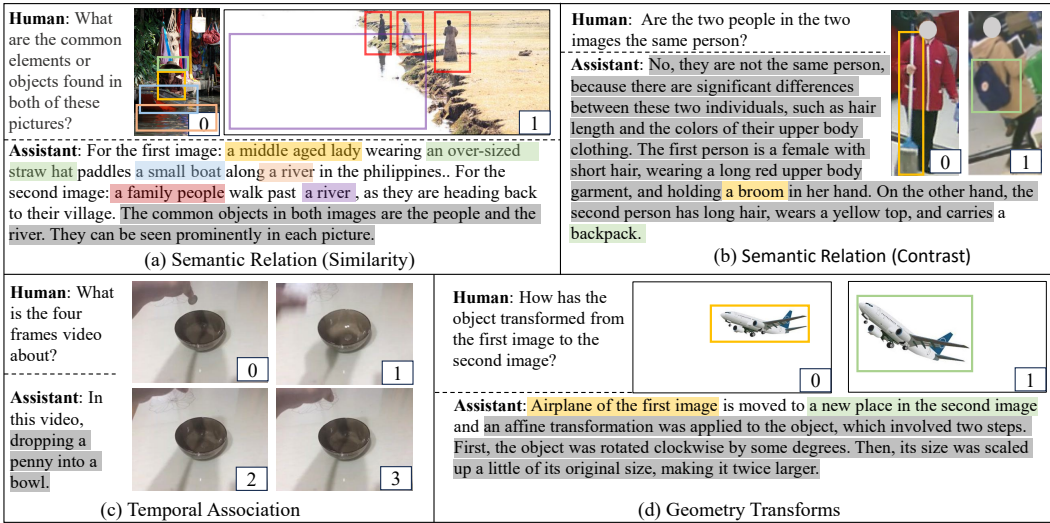 Human: What
are the common
elements or
objects found in
both of these
pictures?
0
1
Assistant: For the first image: a middle aged lady wearing an over-sized
straw hat paddles a small boat along a river in the philippines.. For the
second image: a family people walk past a river , as they are heading back
to their village. The common objects in both images are the people and the
river. They can be seen prominently in each picture.
(a) Semantic Relation (Similarity)
Human: Are the two people in the two
images the same person?
Assistant: No, they are not the same person,
because there are significant differences
between these two individuals, such as hair
length and the colors of their upper body
clothing. The first person is a female with
short hair, wearing a long red upper body
garment, and holding a broom in her hand. On the other hand, the
second person has long hair, wears a yellow top, and carries a
backpack.
0
1
(b) Semantic Relation (Contrast)
Human: What
is the four
frames video
about?
Assistant: In
this video,
dropping a
penny into a
bowl.
0
1
2
3
(c) Temporal Association
Human: How has the
object transformed from
the first image to the
second image?
0
1
Assistant: Airplane of the first image is moved to a new place in the second image
and an affine transformation was applied to the object, which involved two steps.
First, the object was rotated clockwise by some degrees. Then, its size was scaled
up a little of its original size, making it twice larger.
(d) Geometry Transforms